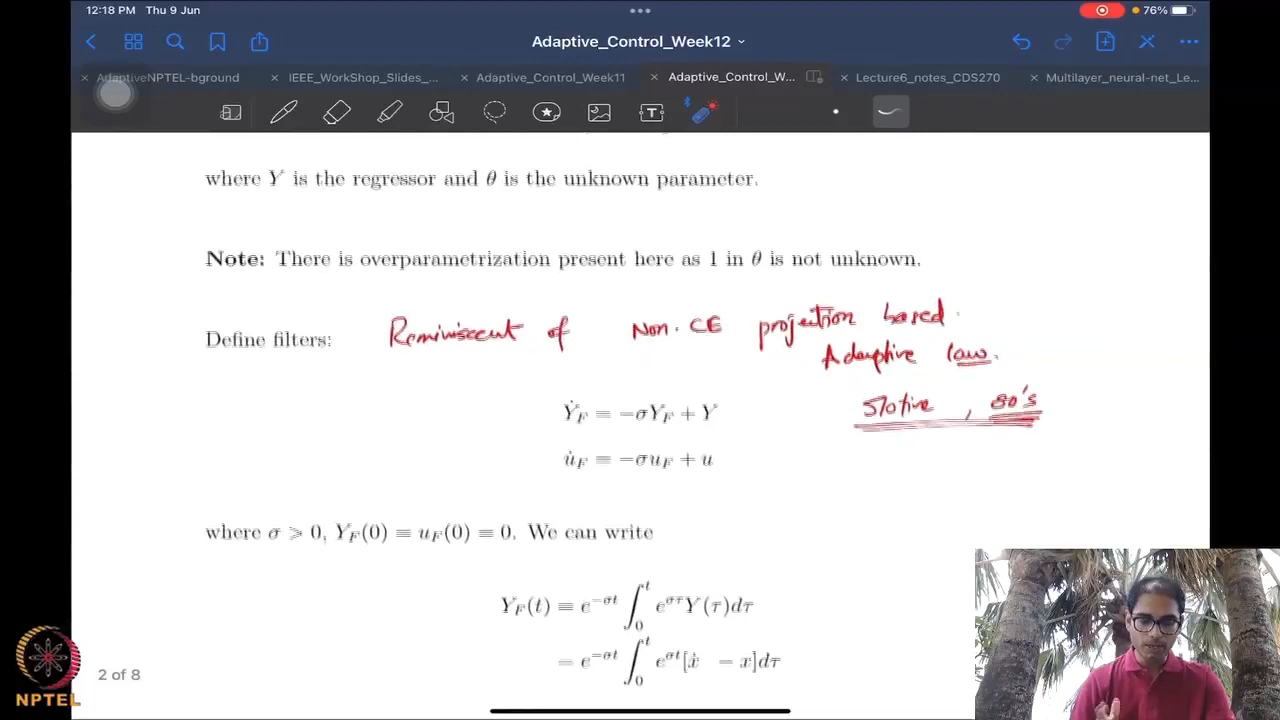 12:18 PM Thu 9 Jun
76%
Adaptive_Control_Week12
AdaptiveNPTEL-bground
IEEE_WorkShop_Slides_...
Adaptive_Control_Week11
Adaptive_Control_W...
Lecture6_notes_CDS270
Multilayer_neural-net_Le...
where Y is the regressor and θ is the unknown parameter.
Note: There is overparametrization present here as 1 in θ is not unknown.
Define filters: Reminiscent of Non-CE projection based
Adaptive law.
Slotine, 80's
Ẏ_F = −σY_F + Y
u̇_F = −σu_F + u
where σ > 0, Y_F(0) = u_F(0) = 0. We can write
Y_F(t) = e^{−σt} ∫_0^t e^{στ} Y(τ)dτ
= e^{−σt} ∫_0^t e^{σt} [ẋ − x]dτ
2 of 8
NPTEL